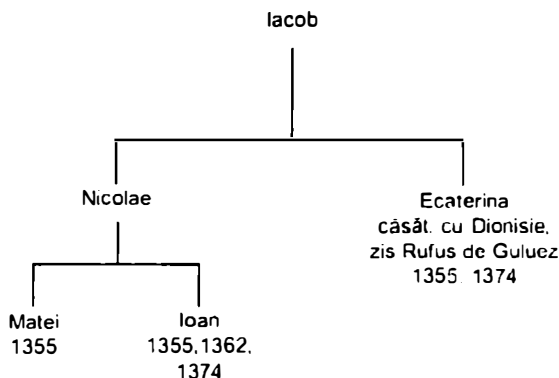 Iacob
Nicolae
Ecaterina
căsăt. cu Dionisie,
zis Rufus de Guluez
1355, 1374
Matei
1355
Ioan
1355,1362,
1374